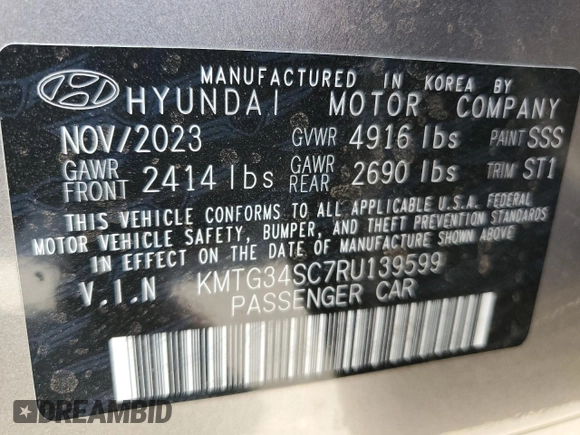 MANUFACTURED IN KOREA BY
HYUNDAI MOTOR COMPANY
NOV/2023 GVWR 4916 lbs PAINT SSS
GAWR FRONT 2414 lbs GAWR REAR 2690 lbs TRIM ST1
THIS VEHICLE CONFORMS TO ALL APPLICABLE U.S.A. FEDERAL
MOTOR VEHICLE SAFETY, BUMPER, AND THEFT PREVENTION STANDARDS
IN EFFECT ON THE DATE OF MANUFACTURE SHOWN ABOVE.
V.I.N KMTG34SC7RU139599
PASSENGER CAR
DREAMBID